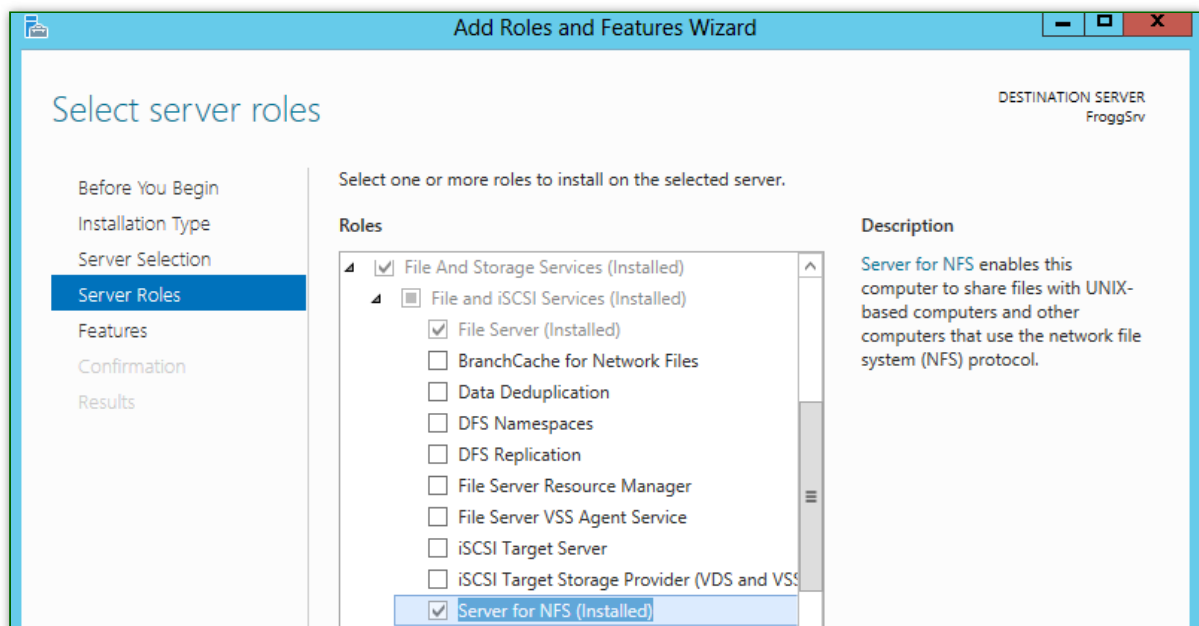 Add Roles and Features Wizard
Select server roles
DESTINATION SERVER
FroggSrv
Before You Begin
Installation Type
Server Selection
Server Roles
Features
Confirmation
Results
Select one or more roles to install on the selected server.
Roles
File And Storage Services (Installed)
File and iSCSI Services (Installed)
File Server (Installed)
BranchCache for Network Files
Data Deduplication
DFS Namespaces
DFS Replication
File Server Resource Manager
File Server VSS Agent Service
iSCSI Target Server
iSCSI Target Storage Provider (VDS and VSS
Server for NFS (Installed)
Description
Server for NFS enables this
computer to share files with UNIX-
based computers and other
computers that use the network file
system (NFS) protocol.